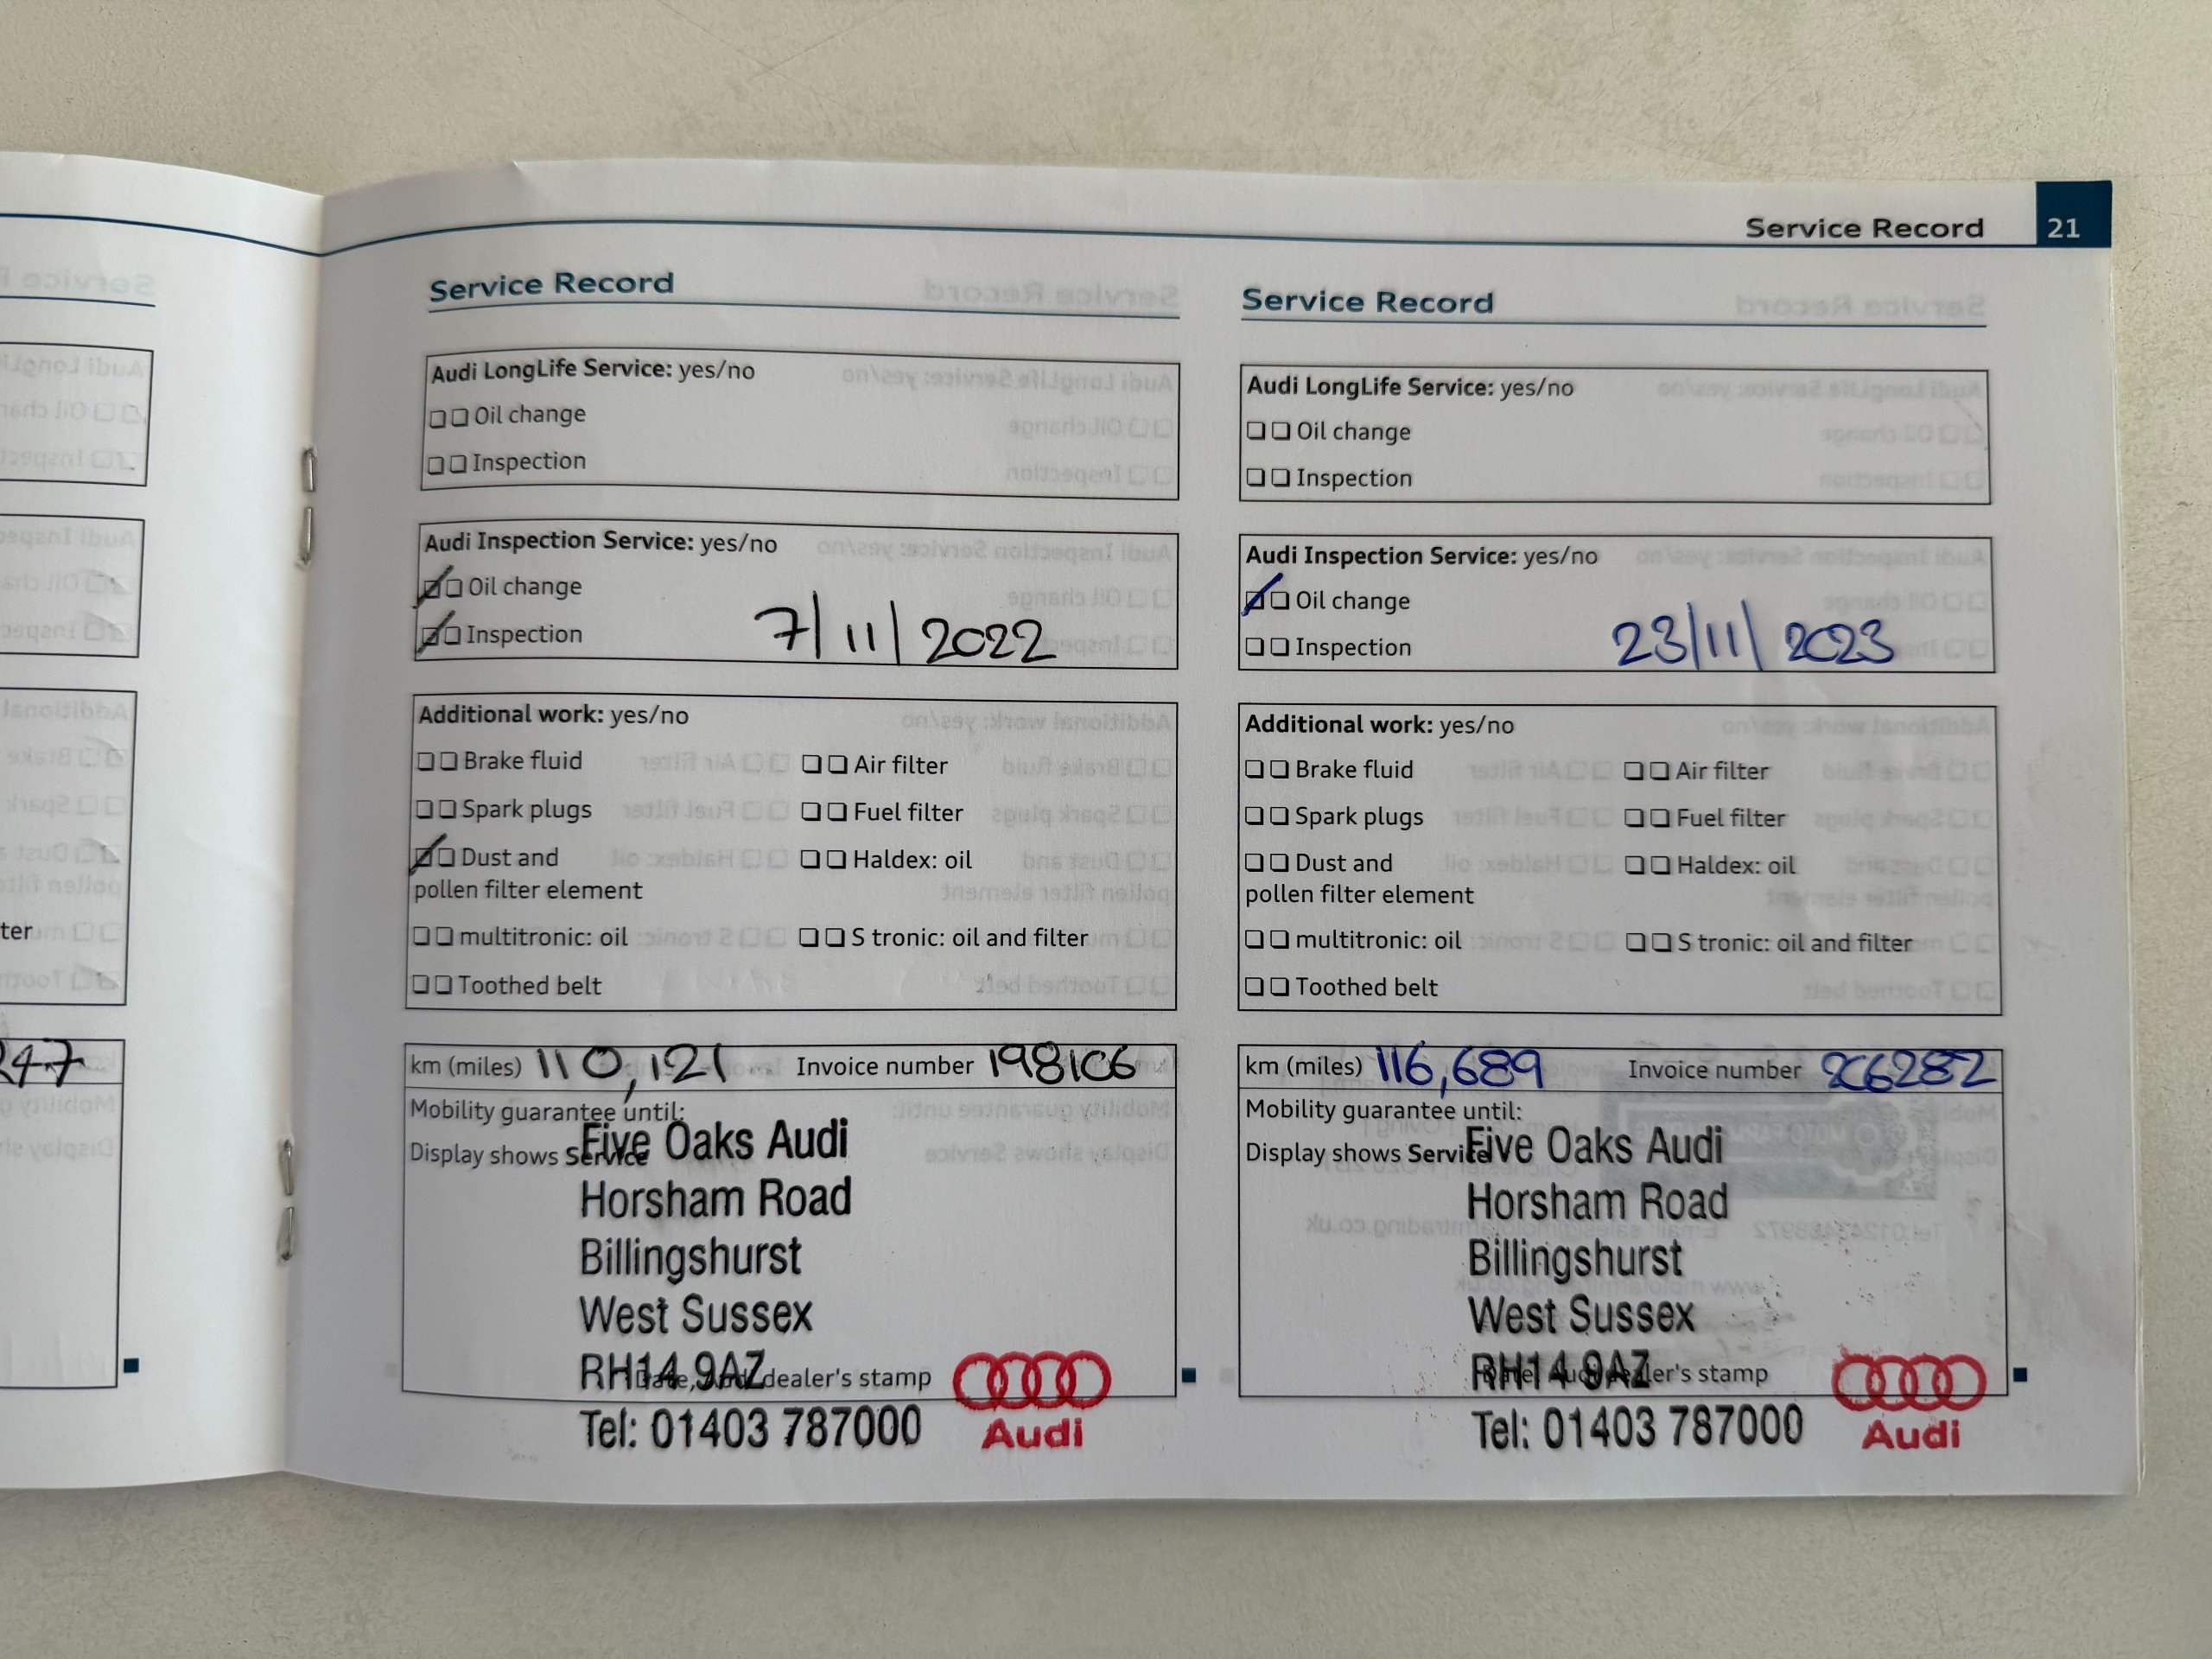 Service Record 21
Service Record
Audi LongLife Service: yes/no
Oil change
Inspection
Audi Inspection Service: yes/no
Oil change
Inspection
7/11/2022
Additional work: yes/no
Brake fluid Air filter
Spark plugs Fuel filter
Dust and Haldex: oil
pollen filter element
multitronic: oil S tronic: oil and filter
Toothed belt
km (miles) 110,121 Invoice number 198106
Mobility guarantee until:
Display shows Service
Five Oaks Audi
Horsham Road
Billingshurst
West Sussex
RH14 9AZ
Date, Audi dealer's stamp
Tel: 01403 787000
Audi
Service Record
Audi LongLife Service: yes/no
Oil change
Inspection
Audi Inspection Service: yes/no
Oil change
Inspection
23/11/2023
Additional work: yes/no
Brake fluid Air filter
Spark plugs Fuel filter
Dust and Haldex: oil
pollen filter element
multitronic: oil S tronic: oil and filter
Toothed belt
km (miles) 116,689 Invoice number 206282
Mobility guarantee until:
Display shows Service
Five Oaks Audi
Horsham Road
Billingshurst
West Sussex
RH14 9AZ
Date, Audi dealer's stamp
Tel: 01403 787000
Audi
ter
247